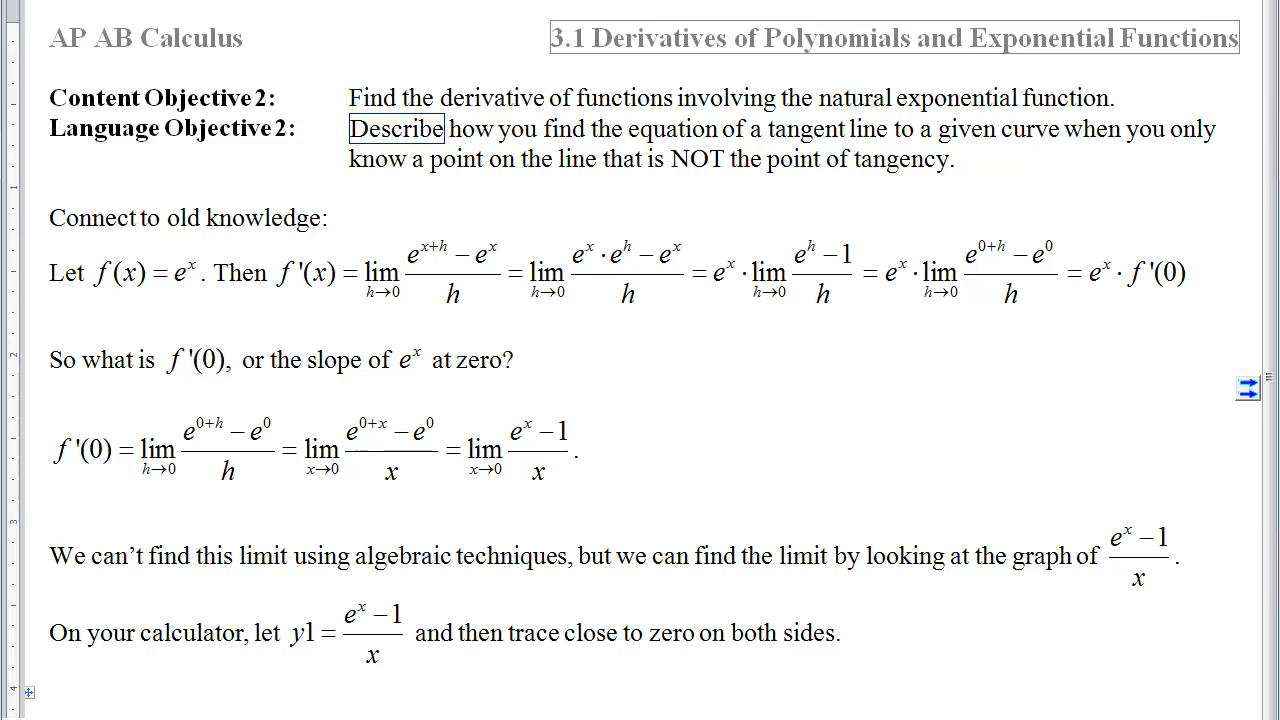 AP AB Calculus 3.1 Derivatives of Polynomials and Exponential Functions
Content Objective 2: Find the derivative of functions involving the natural exponential function.
Language Objective 2: Describe how you find the equation of a tangent line to a given curve when you only
know a point on the line that is NOT the point of tangency.
Connect to old knowledge:
Let f(x) = e^x. Then f'(x) = lim_{h→0} (e^{x+h} − e^x)/h = lim_{h→0} (e^x · e^h − e^x)/h = e^x · lim_{h→0} (e^h − 1)/h = e^x · lim_{h→0} (e^{0+h} − e^0)/h = e^x · f'(0)
So what is f'(0), or the slope of e^x at zero?
f'(0) = lim_{h→0} (e^{0+h} − e^0)/h = lim_{x→0} (e^{0+x} − e^0)/x = lim_{x→0} (e^x − 1)/x.
We can't find this limit using algebraic techniques, but we can find the limit by looking at the graph of (e^x − 1)/x.
On your calculator, let y1 = (e^x − 1)/x and then trace close to zero on both sides.
1
2
3
4